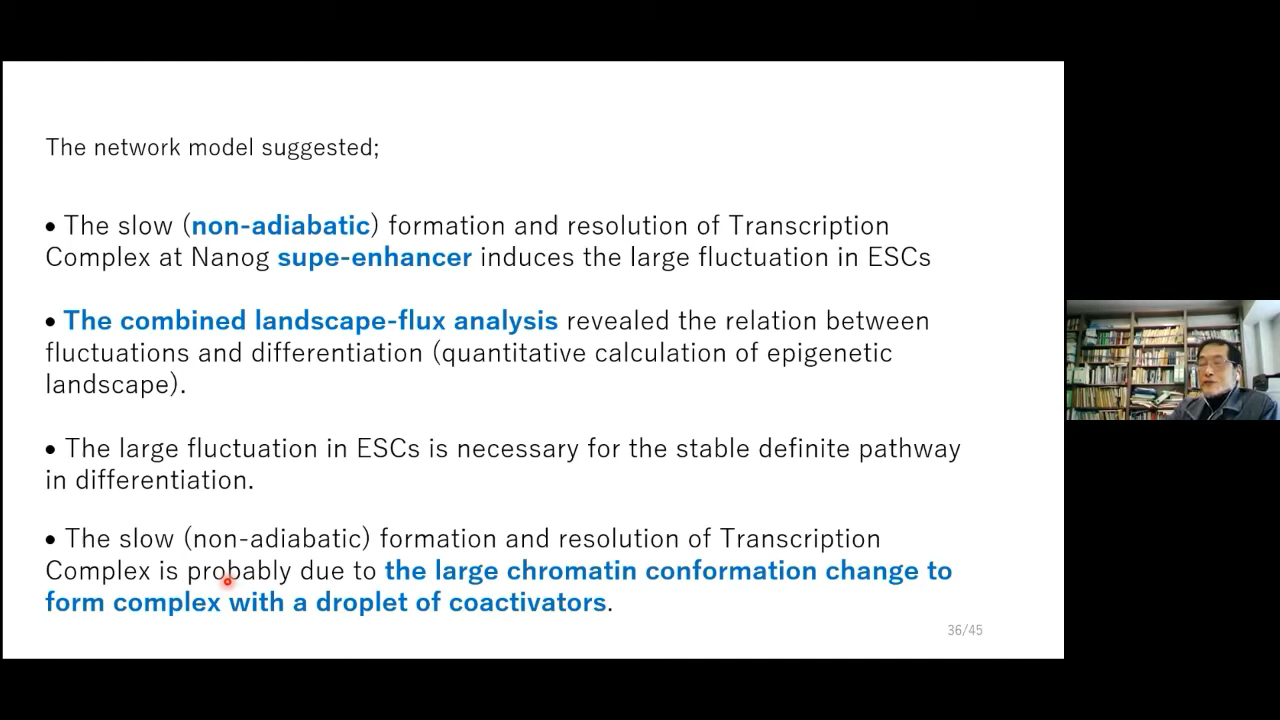 The network model suggested;
• The slow (non-adiabatic) formation and resolution of Transcription
Complex at Nanog supe-enhancer induces the large fluctuation in ESCs
• The combined landscape-flux analysis revealed the relation between
fluctuations and differentiation (quantitative calculation of epigenetic
landscape).
• The large fluctuation in ESCs is necessary for the stable definite pathway
in differentiation.
• The slow (non-adiabatic) formation and resolution of Transcription
Complex is probably due to the large chromatin conformation change to
form complex with a droplet of coactivators.
36/45